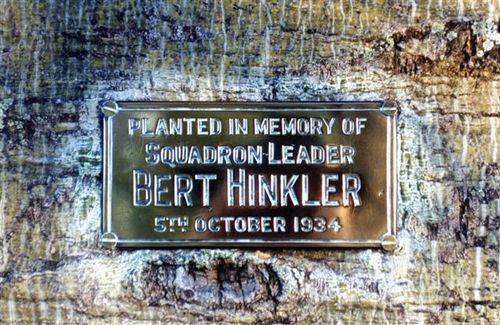 PLANTED IN MEMORY OF
SQUADRON-LEADER
BERT HINKLER
5TH OCTOBER 1934